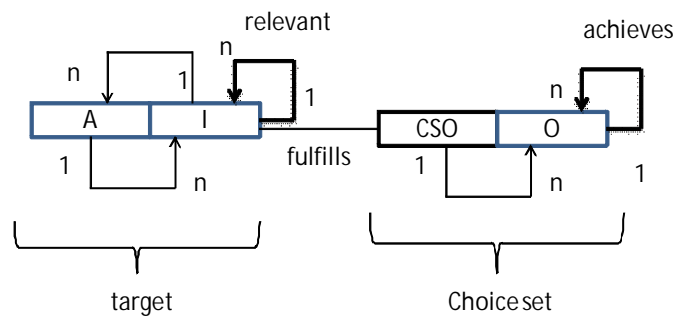 relevant
achieves
n
n
1
1
n
A
I
CSO
O
fulfills
1
n
1
n
1
target
Choice set